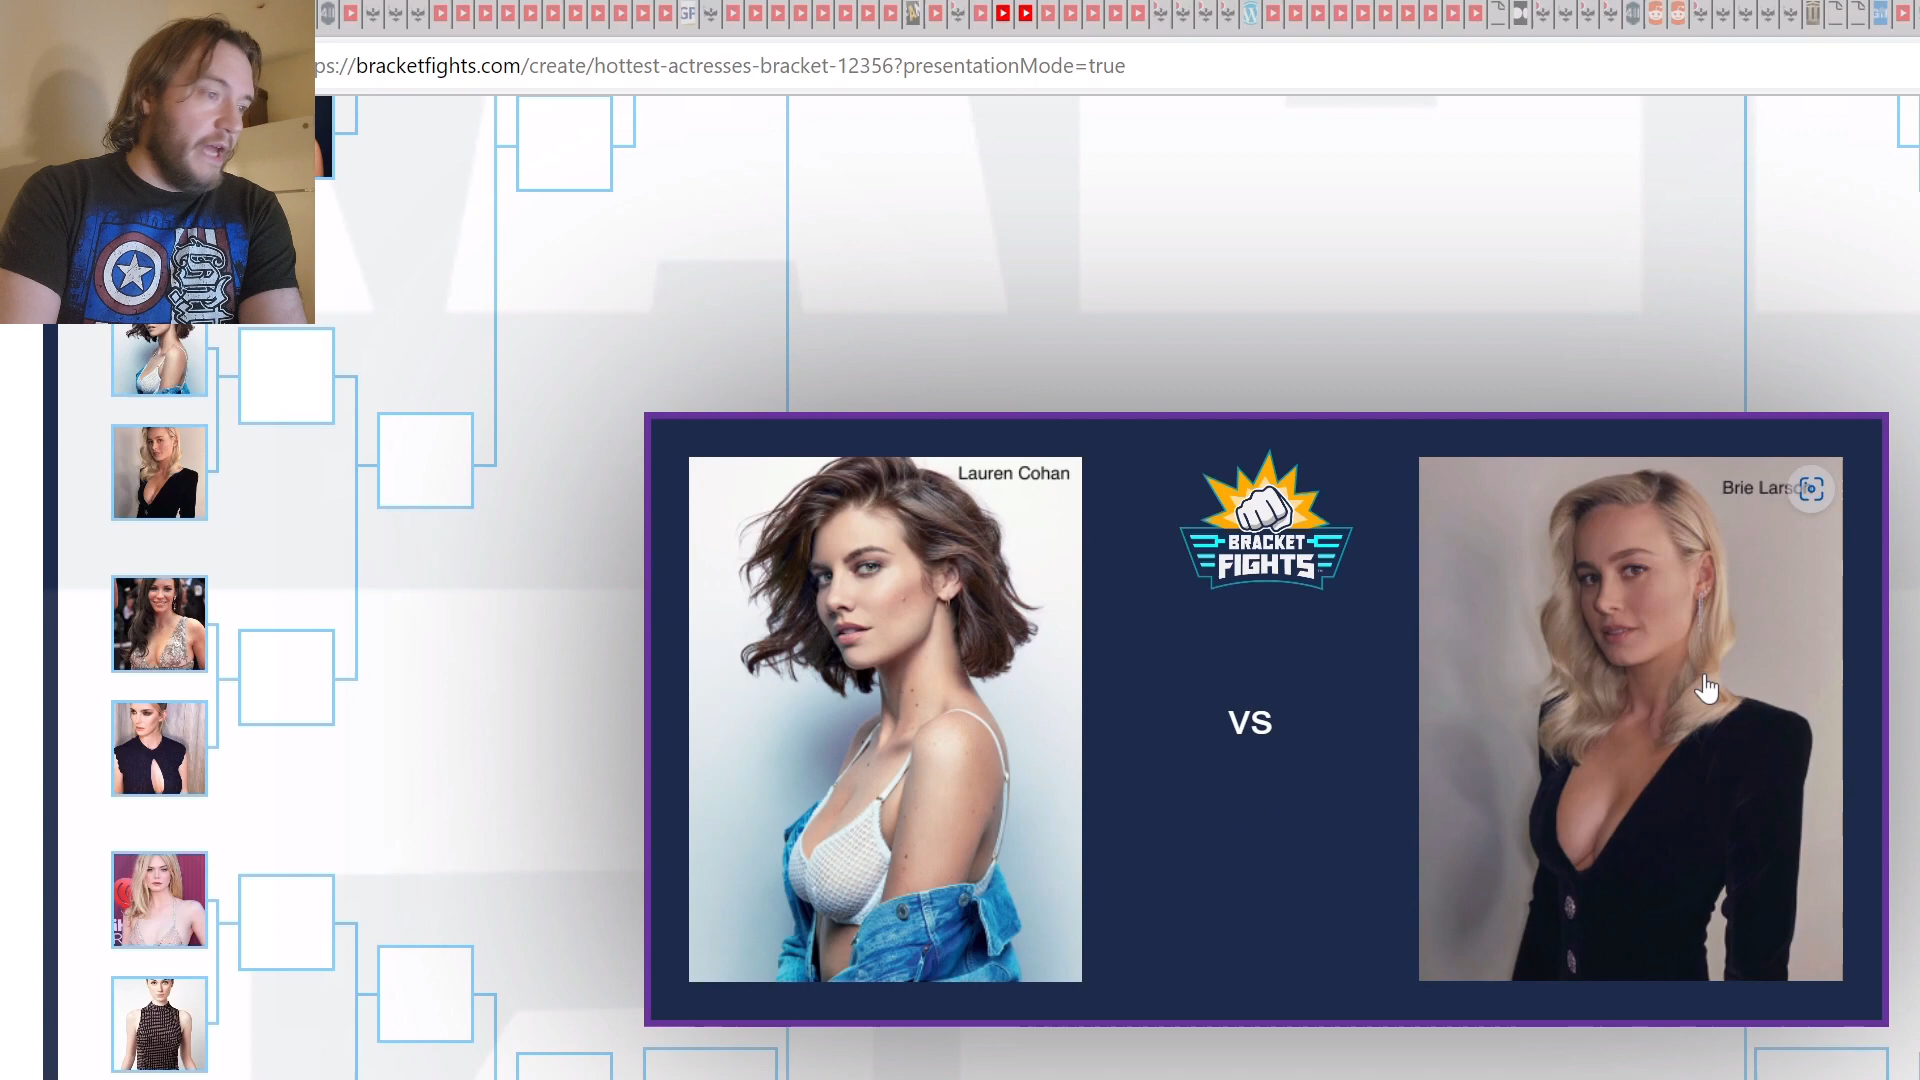 ps://bracketfights.com/create/hottest-actresses-bracket-12356?presentationMode=true
Lauren Cohan
BRACKET
FIGHTS
VS
Brie Lars